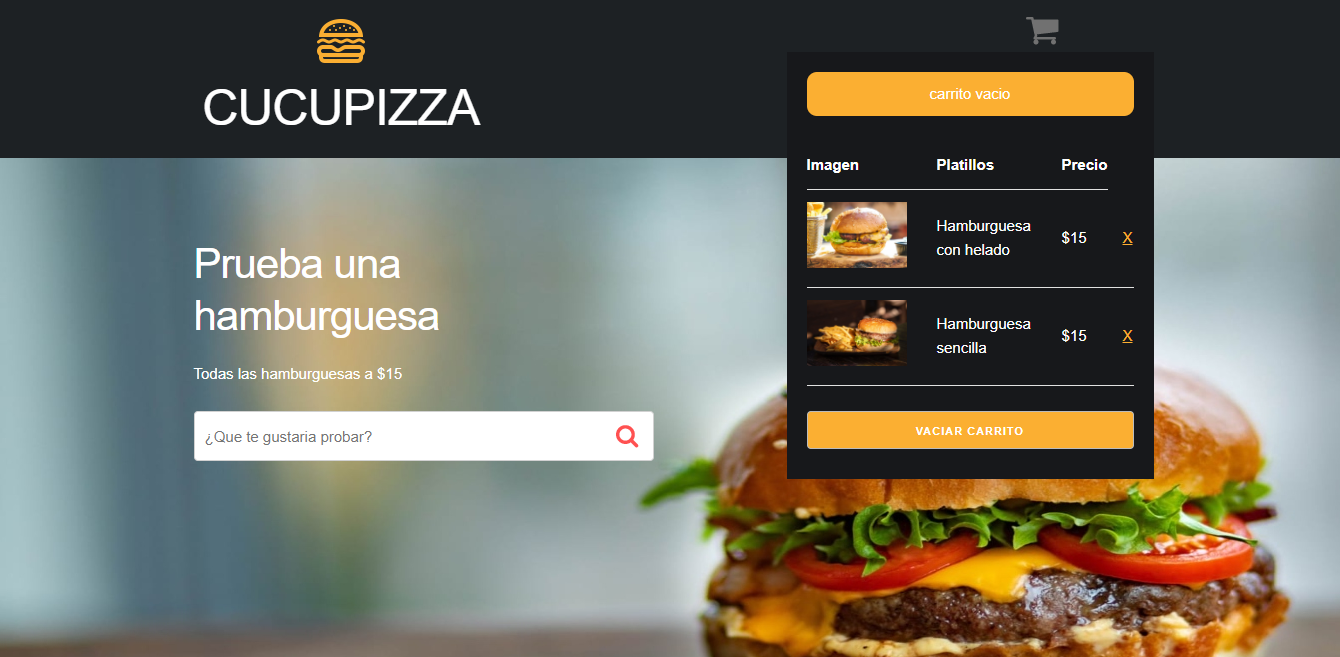 CUCUPIZZA
carrito vacio
Imagen Platillos Precio
Hamburguesa
con helado
$15 X
Hamburguesa
sencilla
$15 X
VACIAR CARRITO
Prueba una
hamburguesa
Todas las hamburguesas a $15
¿Que te gustaria probar?